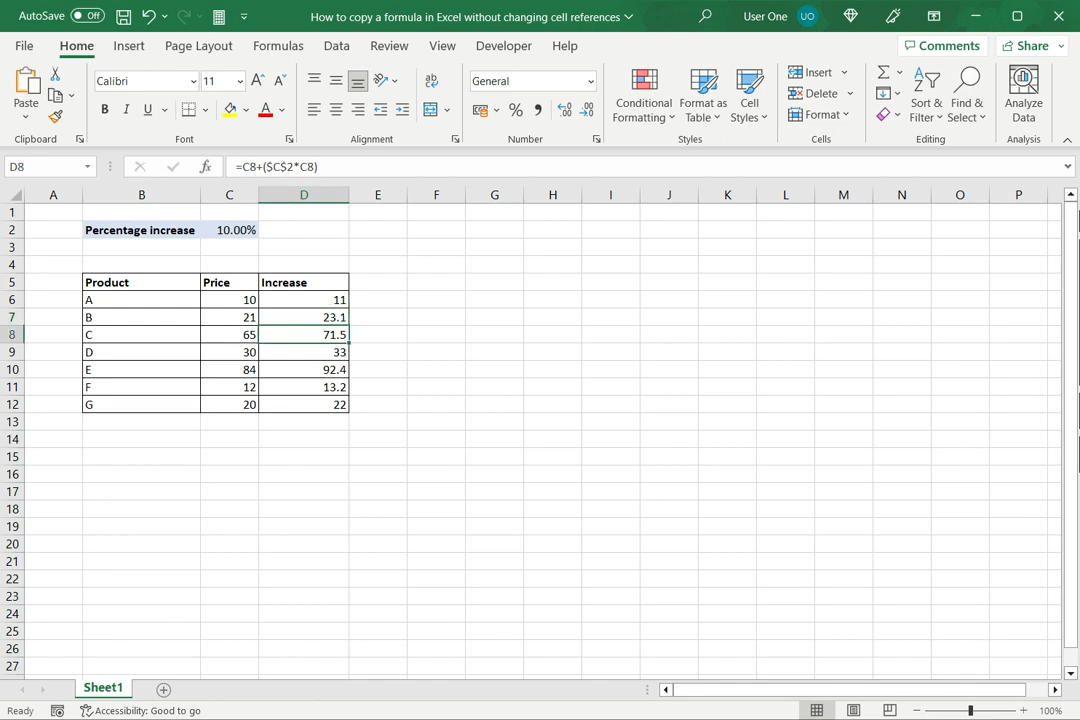 AutoSave Off How to copy a formula in Excel without changing cell references User One UO
File Home Insert Page Layout Formulas Data Review View Developer Help Comments Share
Paste Calibri 11 General Conditional Formatting Format as Table Cell Styles Insert Delete Format Sort & Filter Find & Select Analyze Data
Clipboard Font Alignment Number Styles Cells Editing Analysis
D8 fx =C8+($C$2*C8)
A B C D E F G H I J K L M N O P
1
2 Percentage increase 10.00%
3
4
5 Product Price Increase
6 A 10 11
7 B 21 23.1
8 C 65 71.5
9 D 30 33
10 E 84 92.4
11 F 12 13.2
12 G 20 22
13
14
15
16
17
18
19
20
21
22
23
24
25
26
27
Sheet1
Ready Accessibility: Good to go 100%